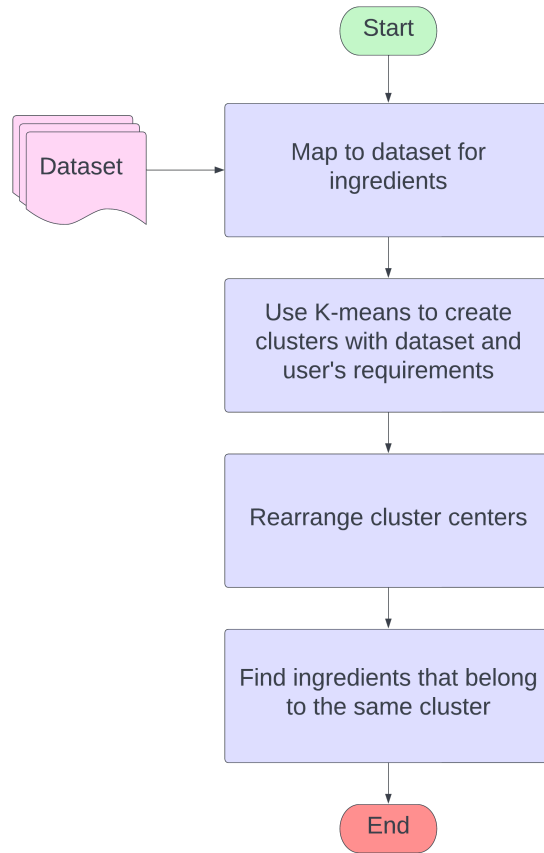 Start
Dataset
Map to dataset for
ingredients
Use K-means to create
clusters with dataset and
user's requirements
Rearrange cluster centers
Find ingredients that belong
to the same cluster
End